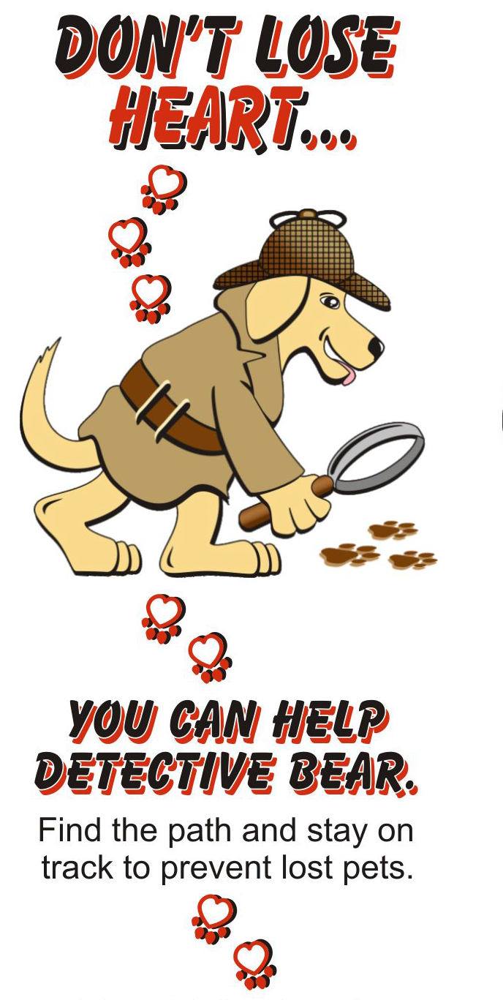 DON'T LOSE
HEART...
YOU CAN HELP
DETECTIVE BEAR.
Find the path and stay on
track to prevent lost pets.